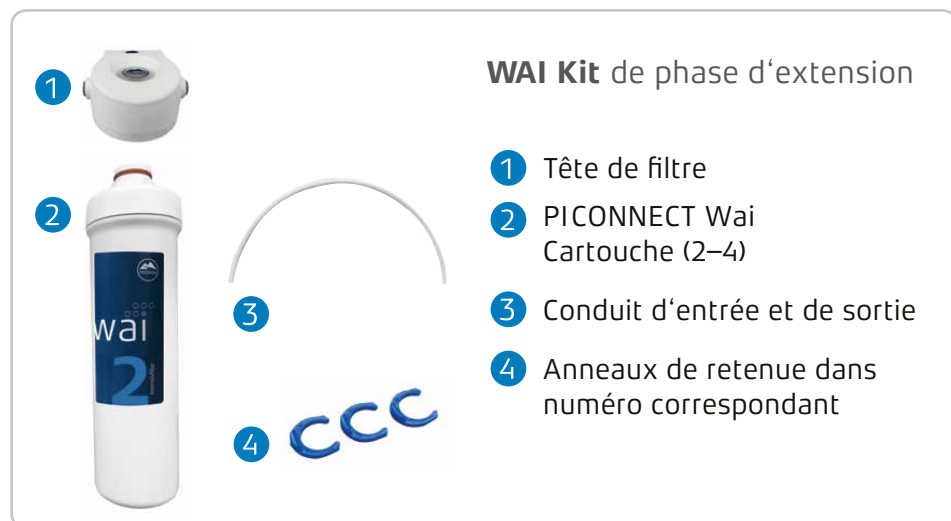 WAI Kit de phase d‘extension
1 Tête de filtre
2 PICONNECT Wai
Cartouche (2–4)
3 Conduit d‘entrée et de sortie
4 Anneaux de retenue dans
numéro correspondant
1
2
wai
2
3
4